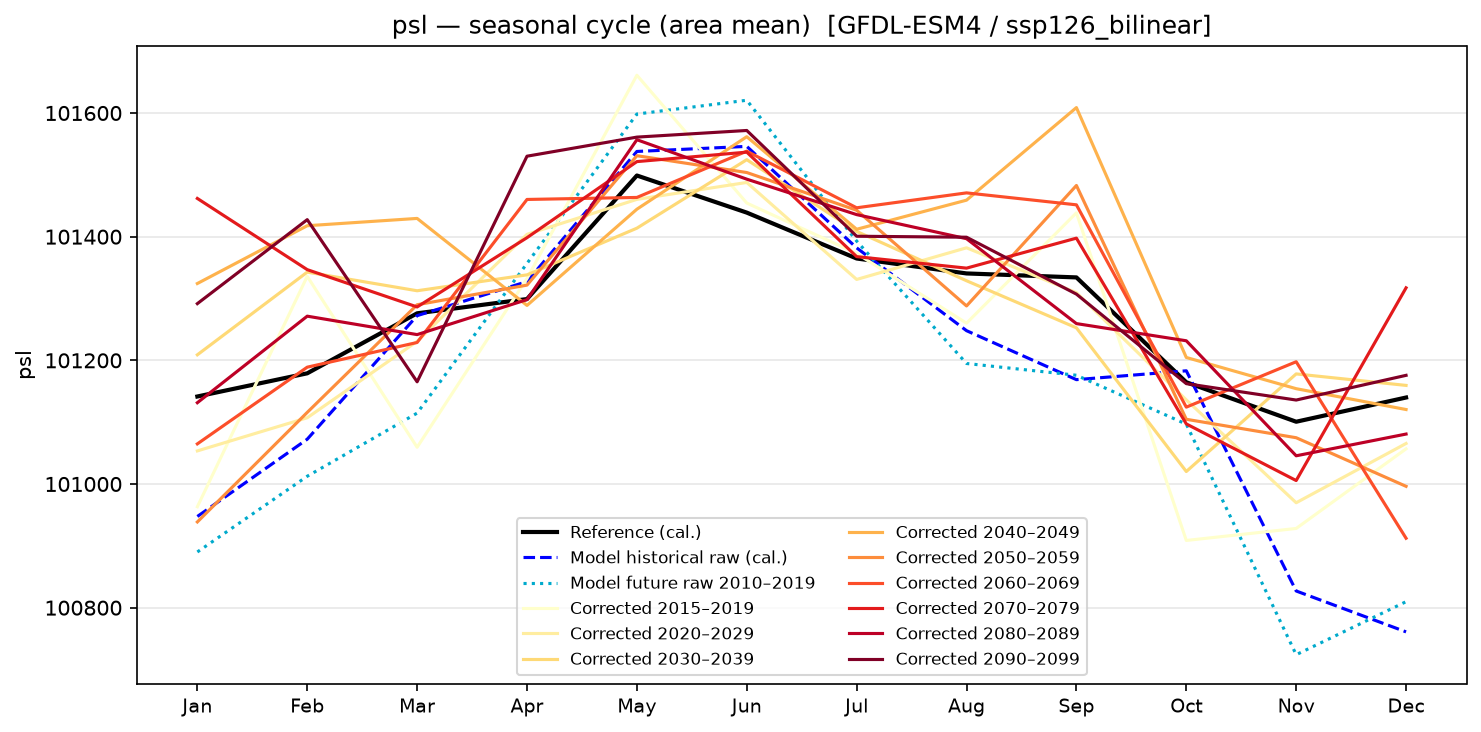 psl — seasonal cycle (area mean)  [GFDL-ESM4 / ssp126_bilinear]
psl
101600
101400
101200
101000
100800
Reference (cal.)
Model historical raw (cal.)
Model future raw 2010–2019
Corrected 2015–2019
Corrected 2020–2029
Corrected 2030–2039
Corrected 2040–2049
Corrected 2050–2059
Corrected 2060–2069
Corrected 2070–2079
Corrected 2080–2089
Corrected 2090–2099
Jan Feb Mar Apr May Jun Jul Aug Sep Oct Nov Dec